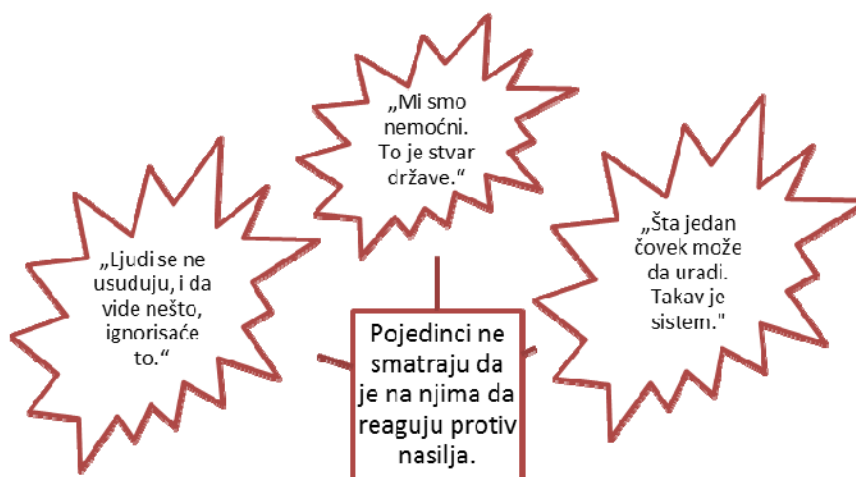 „Mi smo
nemoćni.
To je stvar
države.“
„Ljudi se ne
usuđuju, i da
vide nešto,
ignorisaće
to.“
„Šta jedan
čovek može
da uradi.
Takav je
sistem."
Pojedinci ne
smatraju da
je na njima da
reaguju protiv
nasilja.